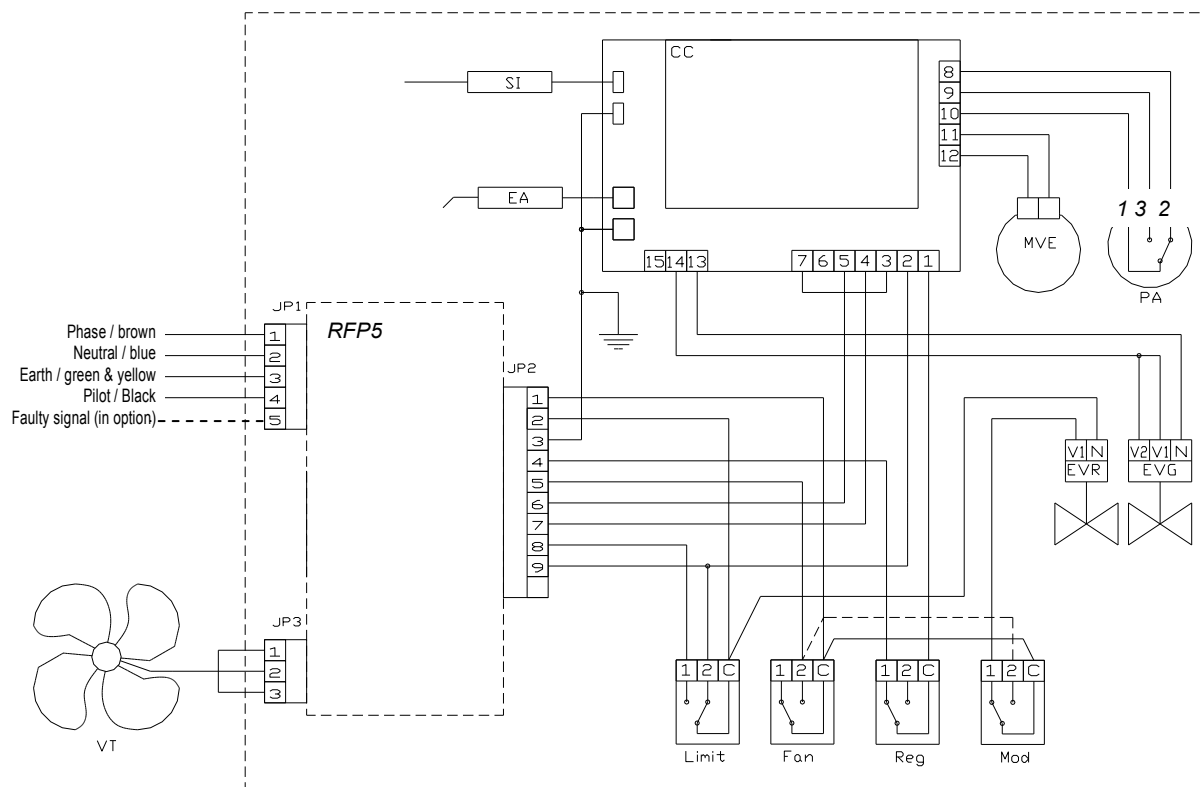 CC
SI
EA
8
9
10
11
12
1 3 2
MVE
PA
15 14 13
7 6 5 4 3 2 1
JP1
RFP5
Phase / brown
1
Neutral / blue
2
Earth / green & yellow
3
Pilot / Black
4
Faulty signal (in option)
5
JP2
1
2
3
4
5
6
7
8
9
V1 N
EVR
V2 V1 N
EVG
JP3
1
2
3
VT
1 2 C
Limit
1 2 C
Fan
1 2 C
Reg
1 2 C
Mod